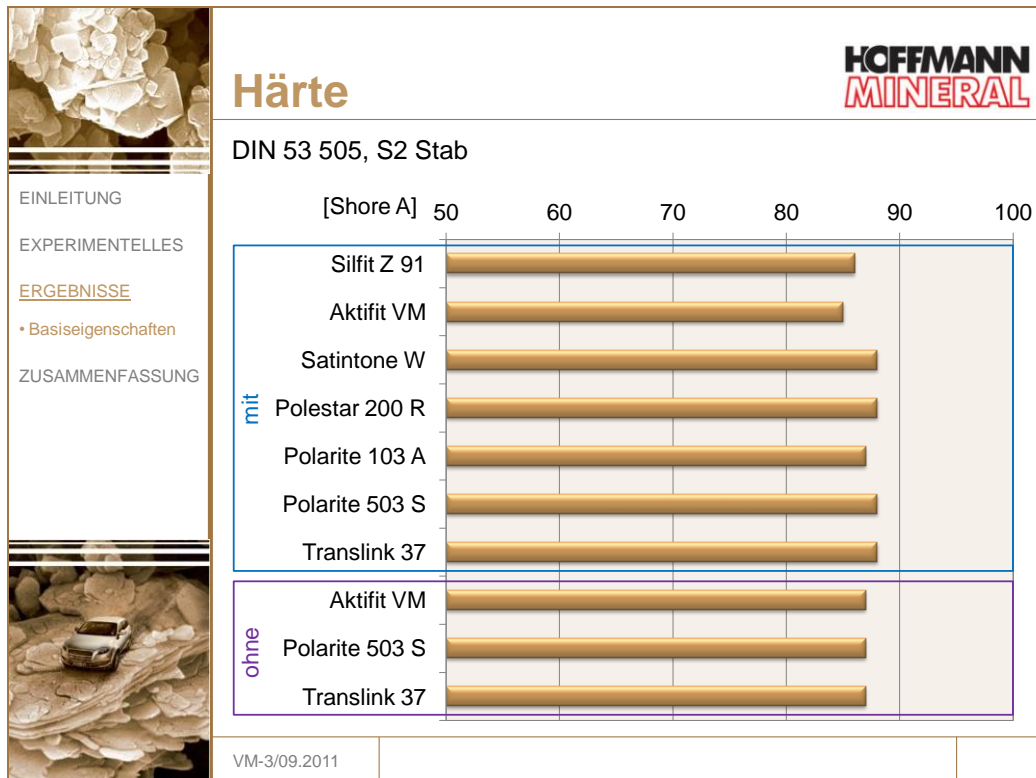 HOFFMANN
MINERAL
Härte
DIN 53 505, S2 Stab
EINLEITUNG
EXPERIMENTELLES
ERGEBNISSE
• Basiseigenschaften
ZUSAMMENFASSUNG
[Shore A] 50 60 70 80 90 100
mit
Silfit Z 91
Aktifit VM
Satintone W
Polestar 200 R
Polarite 103 A
Polarite 503 S
Translink 37
ohne
Aktifit VM
Polarite 503 S
Translink 37
VM-3/09.2011